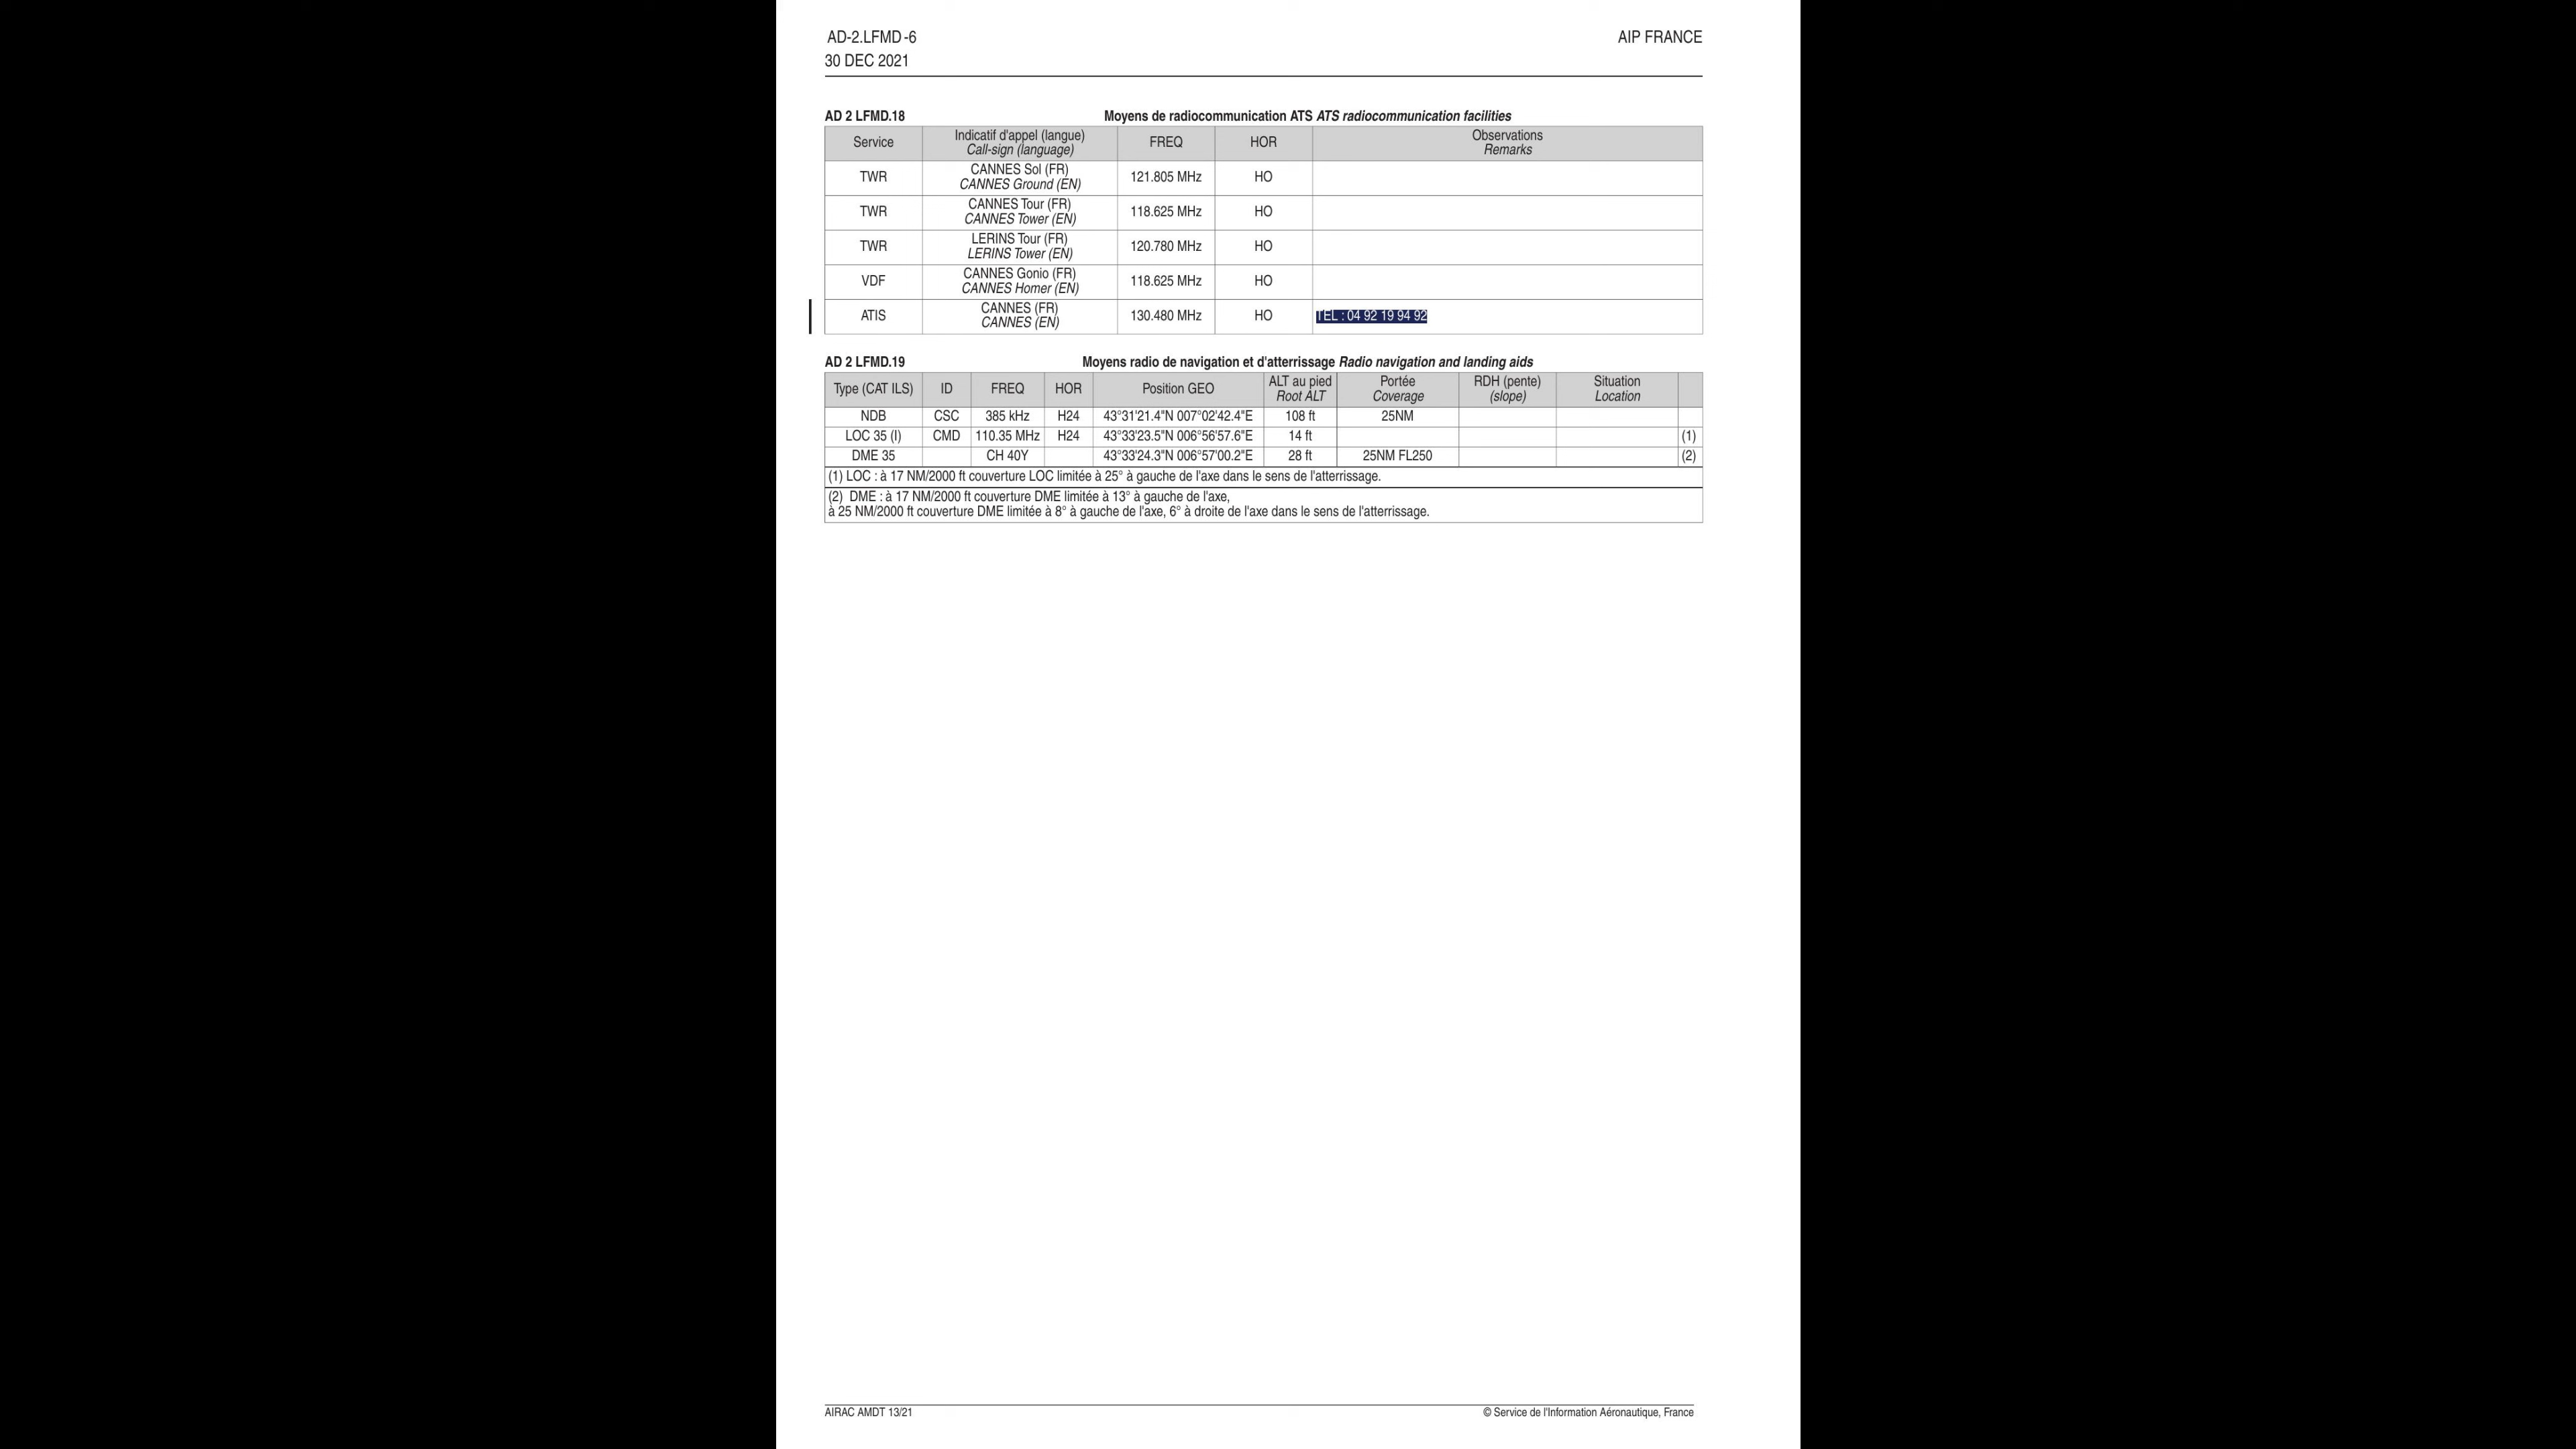 AD-2.LFMD -6 AIP FRANCE
30 DEC 2021
AD 2 LFMD.18 Moyens de radiocommunication ATS ATS radiocommunication facilities
Service Indicatif d'appel (langue) Call-sign (language) FREQ HOR Observations Remarks
TWR CANNES Sol (FR) CANNES Ground (EN) 121.805 MHz HO
TWR CANNES Tour (FR) CANNES Tower (EN) 118.625 MHz HO
TWR LERINS Tour (FR) LERINS Tower (EN) 120.780 MHz HO
VDF CANNES Gonio (FR) CANNES Homer (EN) 118.625 MHz HO
ATIS CANNES (FR) CANNES (EN) 130.480 MHz HO TEL : 04 92 19 94 92
AD 2 LFMD.19 Moyens radio de navigation et d'atterrissage Radio navigation and landing aids
Type (CAT ILS) ID FREQ HOR Position GEO ALT au pied Root ALT Portée Coverage RDH (pente) (slope) Situation Location
NDB CSC 385 kHz H24 43°31'21.4"N 007°02'42.4"E 108 ft 25NM
LOC 35 (I) CMD 110.35 MHz H24 43°33'23.5"N 006°56'57.6"E 14 ft (1)
DME 35 CH 40Y 43°33'24.3"N 006°57'00.2"E 28 ft 25NM FL250 (2)
(1) LOC : à 17 NM/2000 ft couverture LOC limitée à 25° à gauche de l'axe dans le sens de l'atterrissage.
(2) DME : à 17 NM/2000 ft couverture DME limitée à 13° à gauche de l'axe,
à 25 NM/2000 ft couverture DME limitée à 8° à gauche de l'axe, 6° à droite de l'axe dans le sens de l'atterrissage.
AIRAC AMDT 13/21 © Service de l'Information Aéronautique, France